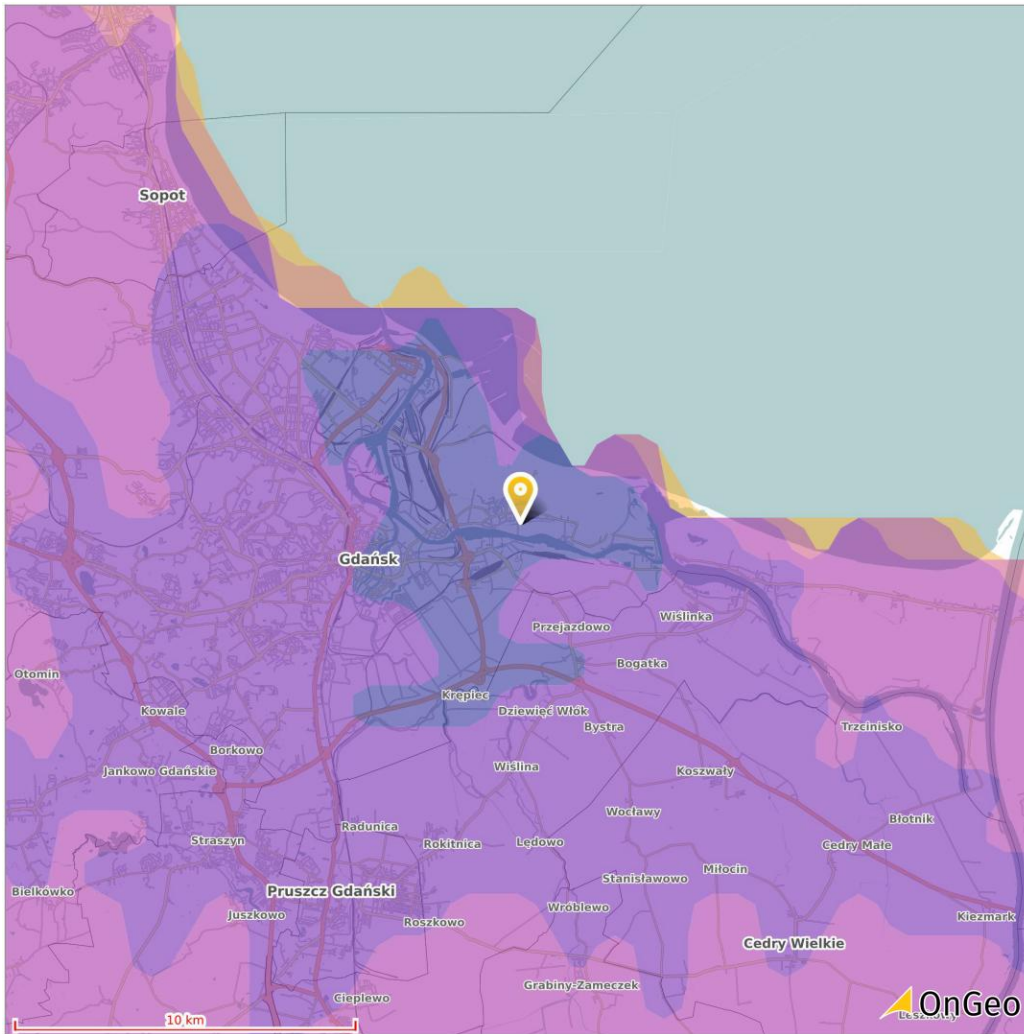 Sopot
Gdańsk
Wiślinka
Przejazdowo
Bogatka
Otomin
Krępiec
Kowale
Dziewięć Włók
Bystra
Trzcinisko
Borkowo
Jankowo Gdańskie
Wiślina
Koszwały
Wocławy
Błotnik
Radunica
Straszyn
Rokitnica
Lędowo
Cedry Małe
Miłocin
Stanisławowo
Bielkówko
Pruszcz Gdański
Wróblewo
Juszkowo
Roszkowo
Kiezmark
Cedry Wielkie
Grabiny-Zameczek
Cieplewo
OnGeo
Leszkowy
10 km